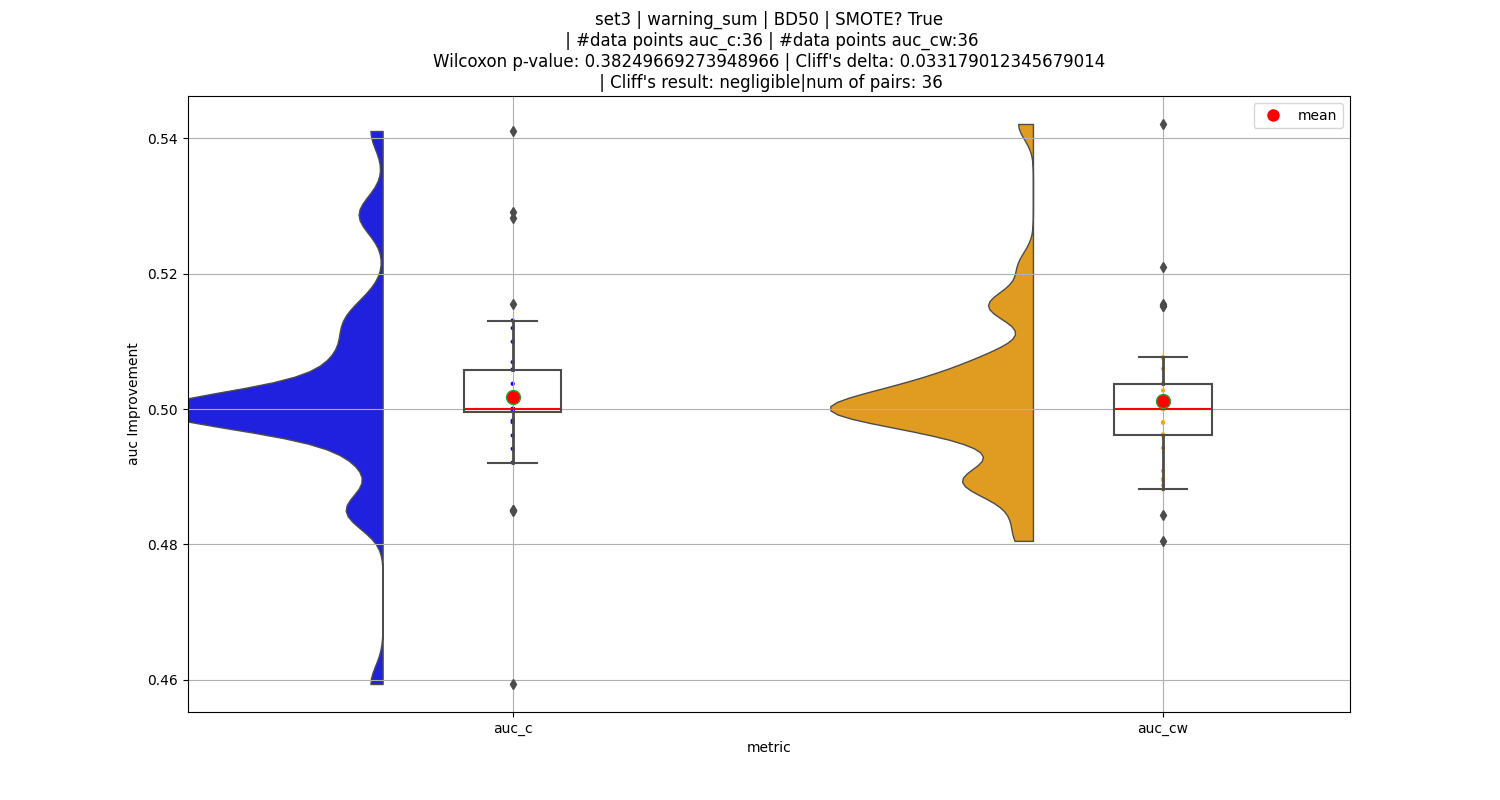 set3 | warning_sum | BD50 | SMOTE? True
| #data points auc_c:36 | #data points auc_cw:36
Wilcoxon p-value: 0.38249669273948966 | Cliff's delta: 0.033179012345679014
| Cliff's result: negligible|num of pairs: 36
mean
0.54
0.52
0.50
0.48
0.46
auc Improvement
auc_c
auc_cw
metric